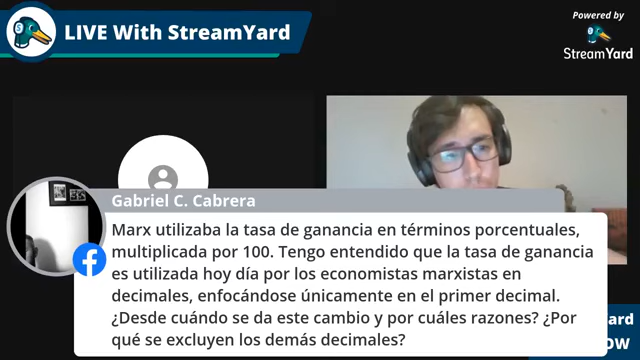 LIVE With StreamYard
Powered by
StreamYard
Gabriel C. Cabrera
Marx utilizaba la tasa de ganancia en términos porcentuales,
multiplicada por 100. Tengo entendido que la tasa de ganancia
es utilizada hoy día por los economistas marxistas en
decimales, enfocándose únicamente en el primer decimal.
¿Desde cuándo se da este cambio y por cuáles razones? ¿Por
qué se excluyen los demás decimales?